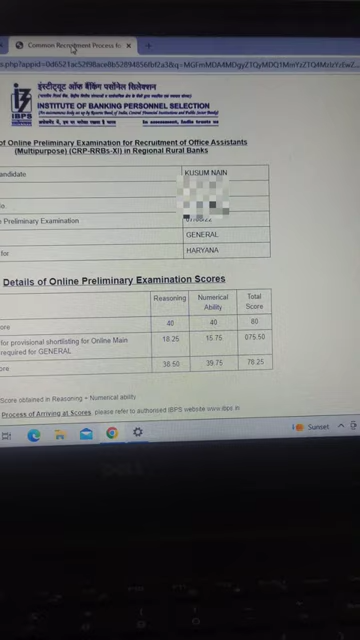 Common Recruitment Process fo
इंस्टीट्यूट ऑफ बैंकिंग पर्सोनेल सिलेक्शन
IBPS
INSTITUTE OF BANKING PERSONNEL SELECTION
of Online Preliminary Examination for Recruitment of Office Assistants
(Multipurpose) (CRP-RRBs-XI) in Regional Rural Banks
andidate KUSUM NAIN
Preliminary Examination
GENERAL
for HARYANA
Details of Online Preliminary Examination Scores
Reasoning Numerical Ability Total Score
ore 40 40 80
for provisional shortlisting for Online Main
required for GENERAL 18.25 15.75 075.50
ore 38.50 39.75 78.25
Score obtained in Reasoning + Numerical ability
Process of Arriving at Scores, please refer to authorised IBPS website www.ibps.in
Sunset
DELL